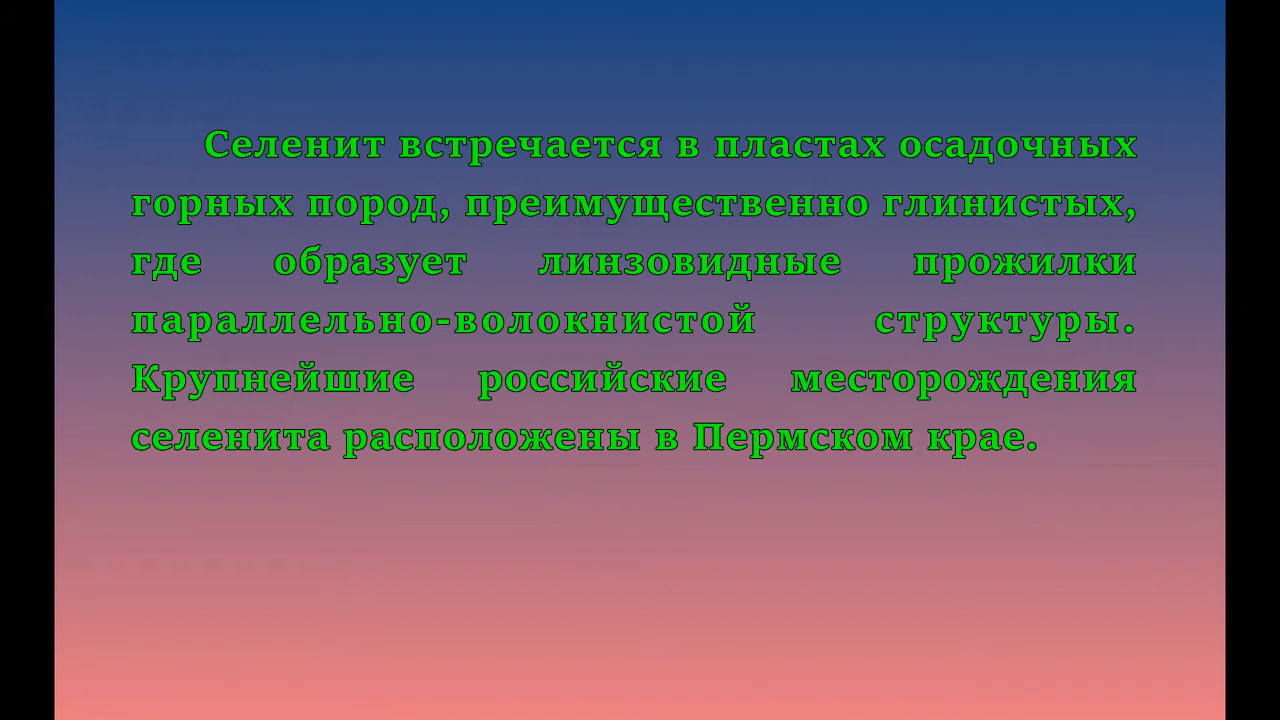 Селенит встречается в пластах осадочных
горных пород, преимущественно глинистых,
где образует линзовидные прожилки
параллельно-волокнистой структуры.
Крупнейшие российские месторождения
селенита расположены в Пермском крае.